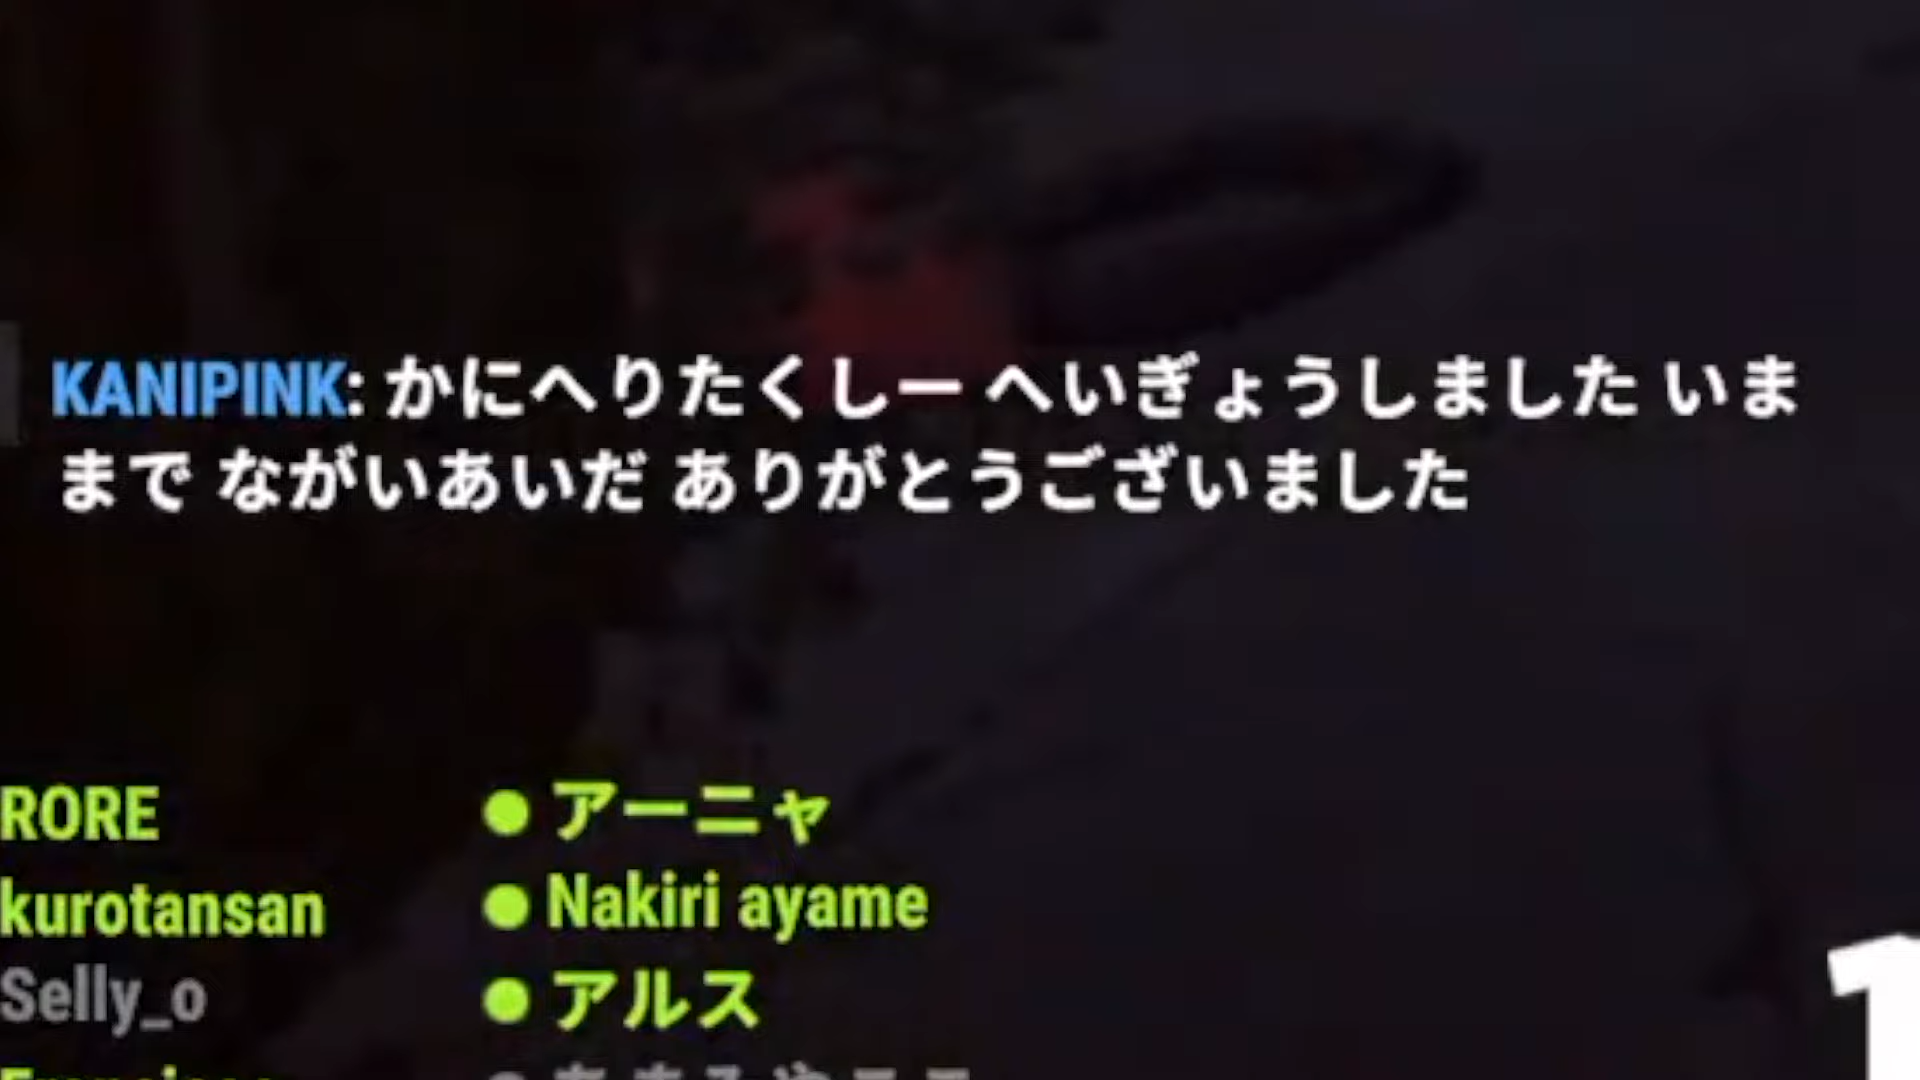 KANIPINK: かにへりたくしー へいぎょうしました いま
まで ながいあいだ ありがとうございました
RORE
アーニャ
kurotansan
Nakiri ayame
Selly_o
アルス
1